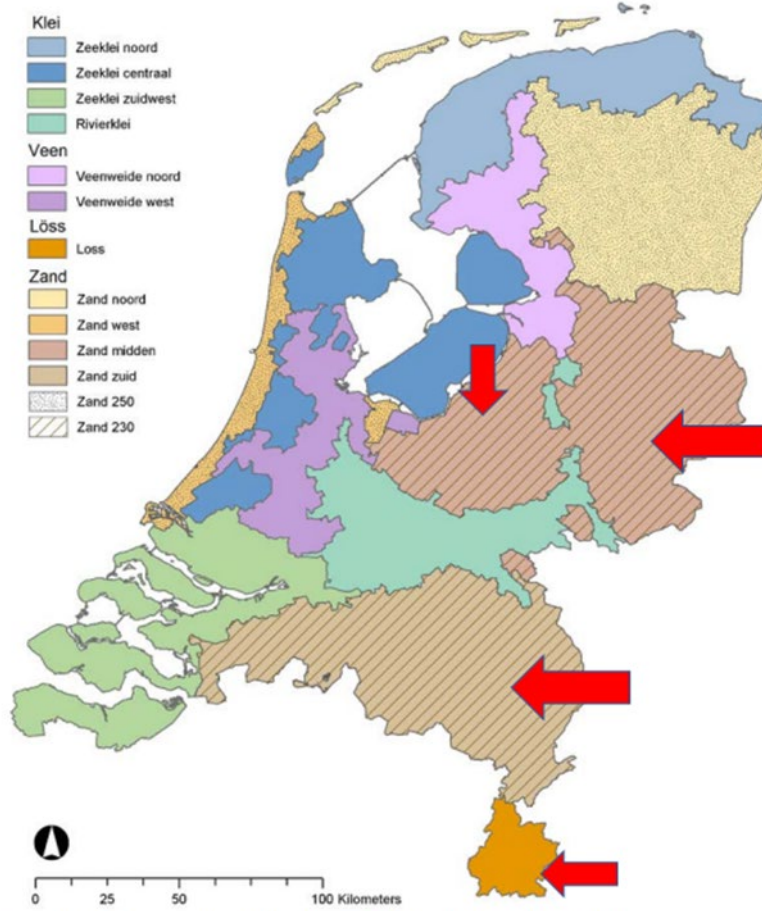 Klei
Zeeklei noord
Zeeklei centraal
Zeeklei zuidwest
Rivierklei
Veen
Veenweide noord
Veenweide west
Löss
Loss
Zand
Zand noord
Zand west
Zand midden
Zand zuid
Zand 250
Zand 230
0 25 50 100 Kilometers